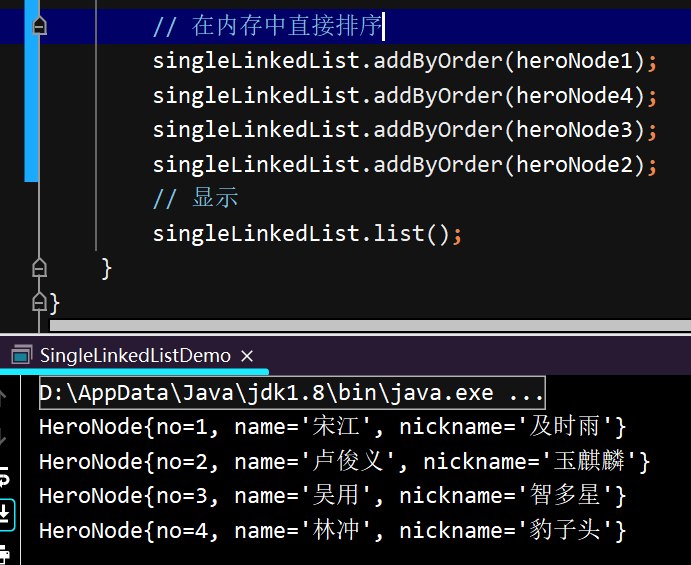 // 在内存中直接排序
singleLinkedList.addByOrder(heroNode1);
singleLinkedList.addByOrder(heroNode4);
singleLinkedList.addByOrder(heroNode3);
singleLinkedList.addByOrder(heroNode2);
// 显示
singleLinkedList.list();
}
}
SingleLinkedListDemo ×
D:\AppData\Java\jdk1.8\bin\java.exe ...
HeroNode{no=1, name='宋江', nickname='及时雨'}
HeroNode{no=2, name='卢俊义', nickname='玉麒麟'}
HeroNode{no=3, name='吴用', nickname='智多星'}
HeroNode{no=4, name='林冲', nickname='豹子头'}